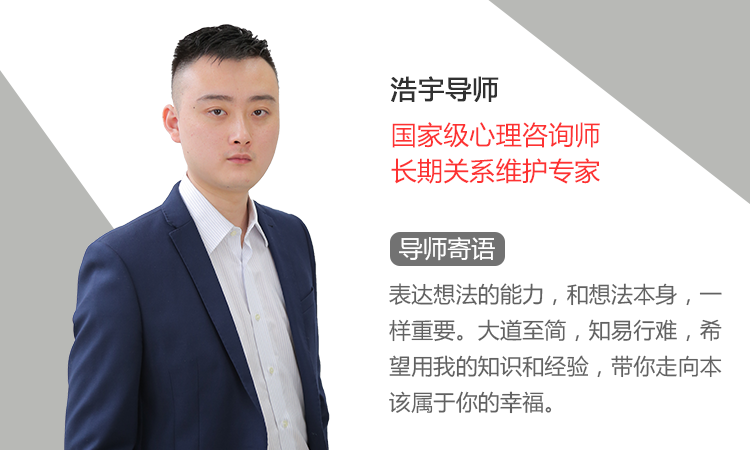 浩宇导师
国家级心理咨询师
长期关系维护专家
导师寄语
表达想法的能力，和想法本身，一
样重要。大道至简，知易行难，希
望用我的知识和经验，带你走向本
该属于你的幸福。